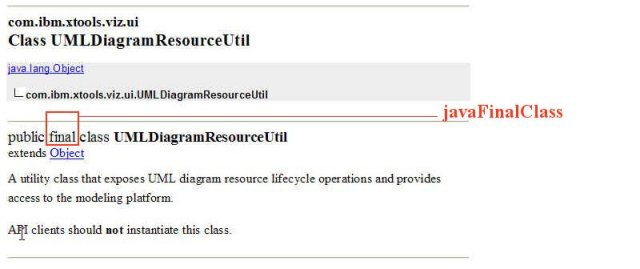 com.ibm.xtools.viz.ui
Class UMLDiagramResourceUtil
java.lang.Object
com.ibm.xtools.viz.ui.UMLDiagramResourceUtil
javaFinalClass
public final class UMLDiagramResourceUtil
extends Object
A utility class that exposes UML diagram resource lifecycle operations and provides
access to the modeling platform.
API clients should not instantiate this class.